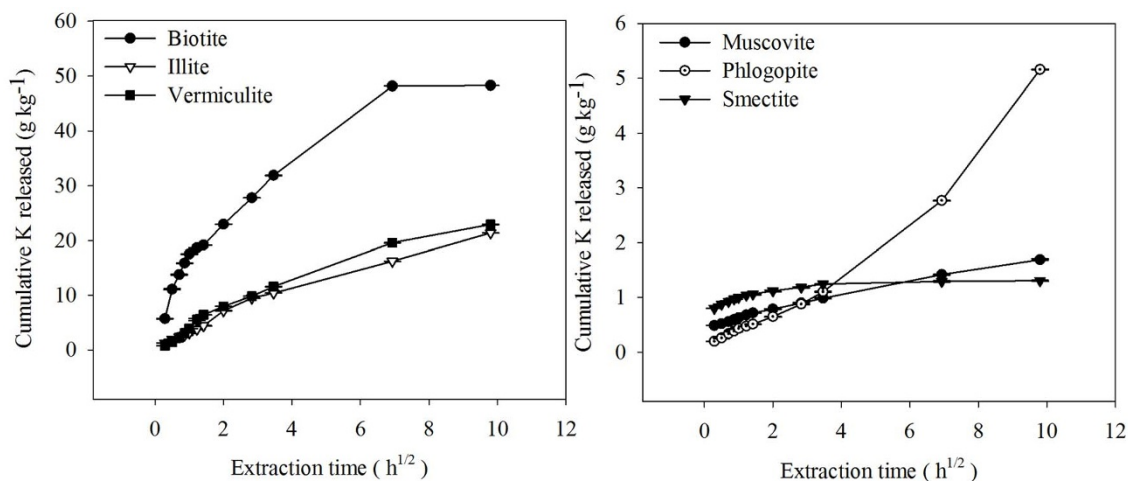 Cumulative K released (g kg⁻¹)
60
50
40
30
20
10
0
Biotite
Illite
Vermiculite
0 2 4 6 8 10 12
Extraction time ( h^1/2 )
Cumulative K released (g kg⁻¹)
6
5
4
3
2
1
0
Muscovite
Phlogopite
Smectite
0 2 4 6 8 10 12
Extraction time ( h^1/2 )